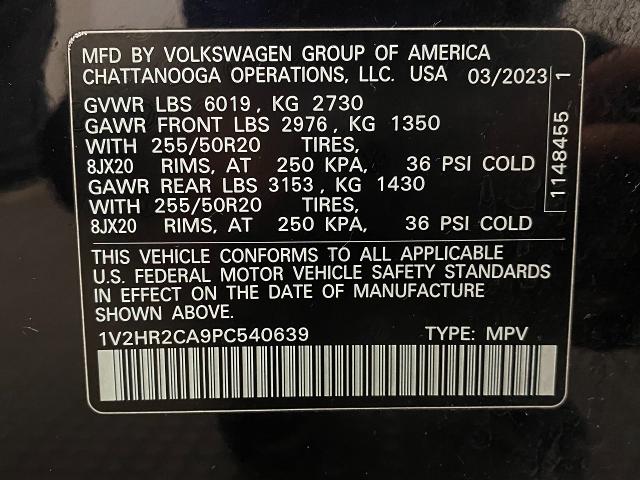 MFD BY VOLKSWAGEN GROUP OF AMERICA
CHATTANOOGA OPERATIONS, LLC. USA 03/2023 1
GVWR LBS 6019, KG 2730
GAWR FRONT LBS 2976, KG 1350
WITH 255/50R20 TIRES,
8JX20 RIMS, AT 250 KPA, 36 PSI COLD
GAWR REAR LBS 3153, KG 1430
WITH 255/50R20 TIRES,
8JX20 RIMS, AT 250 KPA, 36 PSI COLD
1148455
THIS VEHICLE CONFORMS TO ALL APPLICABLE
U.S. FEDERAL MOTOR VEHICLE SAFETY STANDARDS
IN EFFECT ON THE DATE OF MANUFACTURE
SHOWN ABOVE.
1V2HR2CA9PC540639 TYPE: MPV